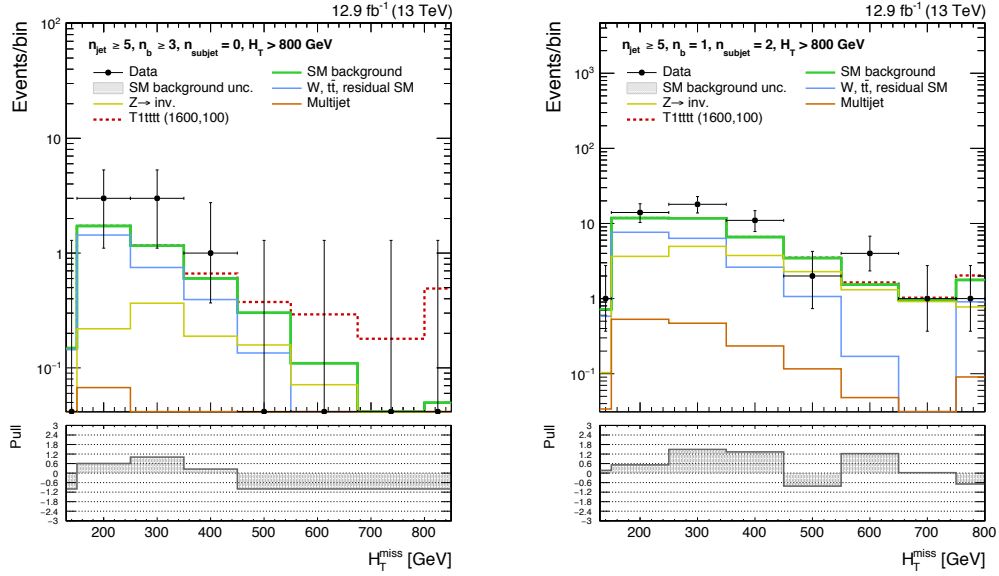 12.9 fb⁻¹ (13 TeV)
Events/bin
10²
10
1
10⁻¹
n_jet ≥ 5, n_b ≥ 3, n_subjet = 0, H_T > 800 GeV
Data
SM background unc.
Z→ inv.
T1tttt (1600,100)
SM background
W, tt̄, residual SM
Multijet
Pull
3
2.4
1.8
1.2
0.6
0
−0.6
−1.2
−1.8
−2.4
−3
200 300 400 500 600 700 800
H_T^miss [GeV]
12.9 fb⁻¹ (13 TeV)
Events/bin
10³
10²
10
1
10⁻¹
n_jet ≥ 5, n_b = 1, n_subjet = 2, H_T > 800 GeV
Data
SM background unc.
Z→ inv.
T1tttt (1600,100)
SM background
W, tt̄, residual SM
Multijet
Pull
3
2.4
1.8
1.2
0.6
0
−0.6
−1.2
−1.8
−2.4
−3
200 300 400 500 600 700 800
H_T^miss [GeV]